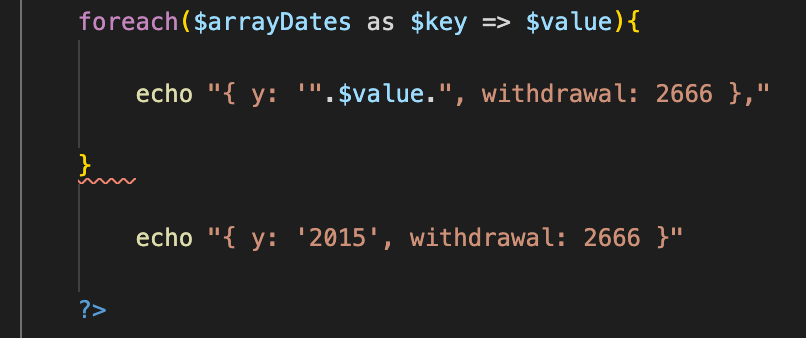 foreach($arrayDates as $key => $value){
echo "{ y: '".$value.", withdrawal: 2666 },"
}
echo "{ y: '2015', withdrawal: 2666 }"
?>